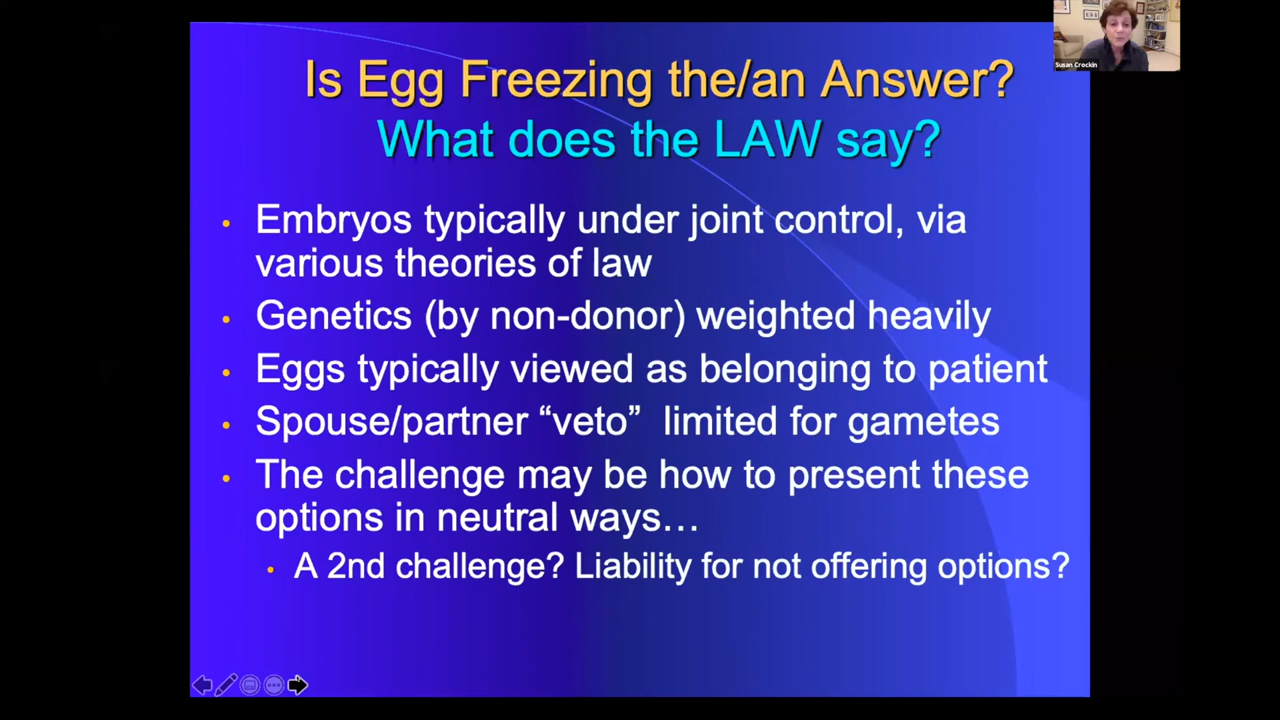 Is Egg Freezing the/an Answer?
What does the LAW say?
Susan Crockin
• Embryos typically under joint control, via
various theories of law
• Genetics (by non-donor) weighted heavily
• Eggs typically viewed as belonging to patient
• Spouse/partner “veto”  limited for gametes
• The challenge may be how to present these
options in neutral ways…
• A 2nd challenge? Liability for not offering options?